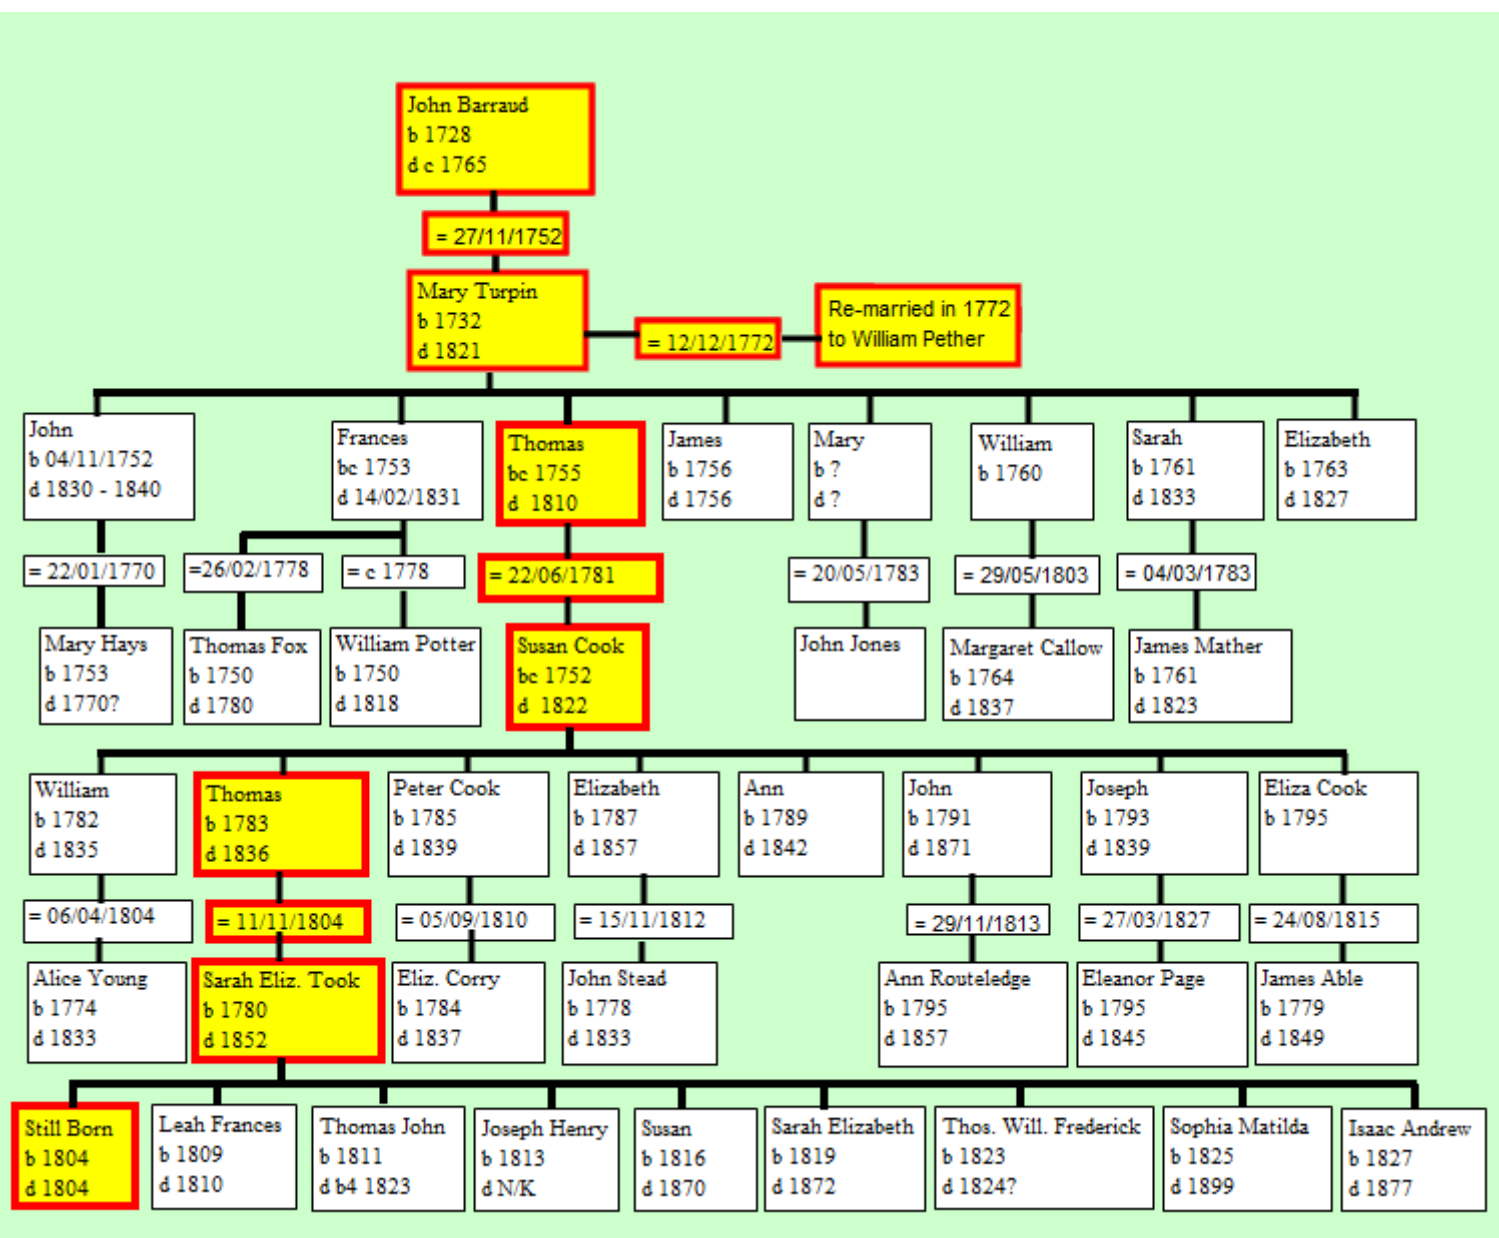 John Barraud
b 1728
d c 1765
= 27/11/1752
Mary Turpin
b 1732
d 1821
= 12/12/1772
Re-married in 1772
to William Pether
John
b 04/11/1752
d 1830 - 1840
Frances
bc 1753
d 14/02/1831
Thomas
bc 1755
d 1810
James
b 1756
d 1756
Mary
b ?
d ?
William
b 1760
Sarah
b 1761
d 1833
Elizabeth
b 1763
d 1827
= 22/01/1770
=26/02/1778
= c 1778
= 22/06/1781
= 20/05/1783
= 29/05/1803
= 04/03/1783
Mary Hays
b 1753
d 1770?
Thomas Fox
b 1750
d 1780
William Potter
b 1750
d 1818
Susan Cook
bc 1752
d 1822
John Jones
Margaret Callow
b 1764
d 1837
James Mather
b 1761
d 1823
William
b 1782
d 1835
Thomas
b 1783
d 1836
Peter Cook
b 1785
d 1839
Elizabeth
b 1787
d 1857
Ann
b 1789
d 1842
John
b 1791
d 1871
Joseph
b 1793
d 1839
Eliza Cook
b 1795
= 06/04/1804
= 11/11/1804
= 05/09/1810
= 15/11/1812
= 29/11/1813
= 27/03/1827
= 24/08/1815
Alice Young
b 1774
d 1833
Sarah Eliz. Took
b 1780
d 1852
Eliz. Corry
b 1784
d 1837
John Stead
b 1778
d 1833
Ann Routeledge
b 1795
d 1857
Eleanor Page
b 1795
d 1845
James Able
b 1779
d 1849
Still Born
b 1804
d 1804
Leah Frances
b 1809
d 1810
Thomas John
b 1811
d b4 1823
Joseph Henry
b 1813
d N/K
Susan
b 1816
d 1870
Sarah Elizabeth
b 1819
d 1872
Thos. Will. Frederick
b 1823
d 1824?
Sophia Matilda
b 1825
d 1899
Isaac Andrew
b 1827
d 1877